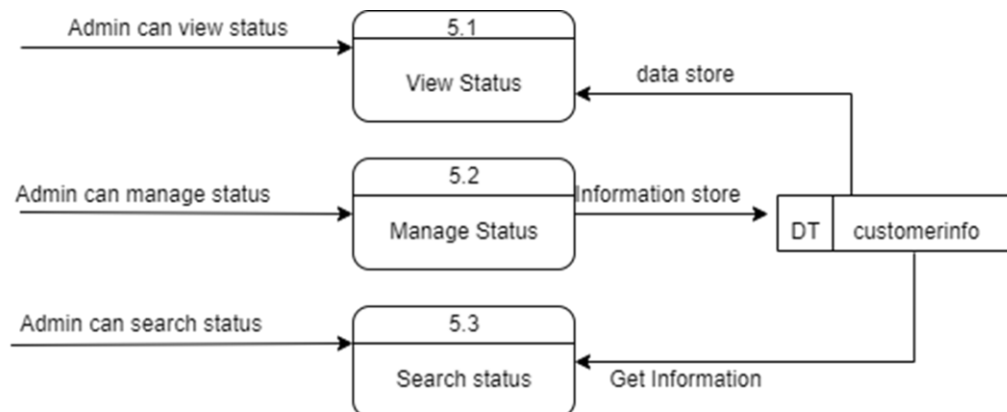 Admin can view status
5.1
View Status
data store
Admin can manage status
5.2
Manage Status
Information store
DT
customerinfo
Admin can search status
5.3
Search status
Get Information